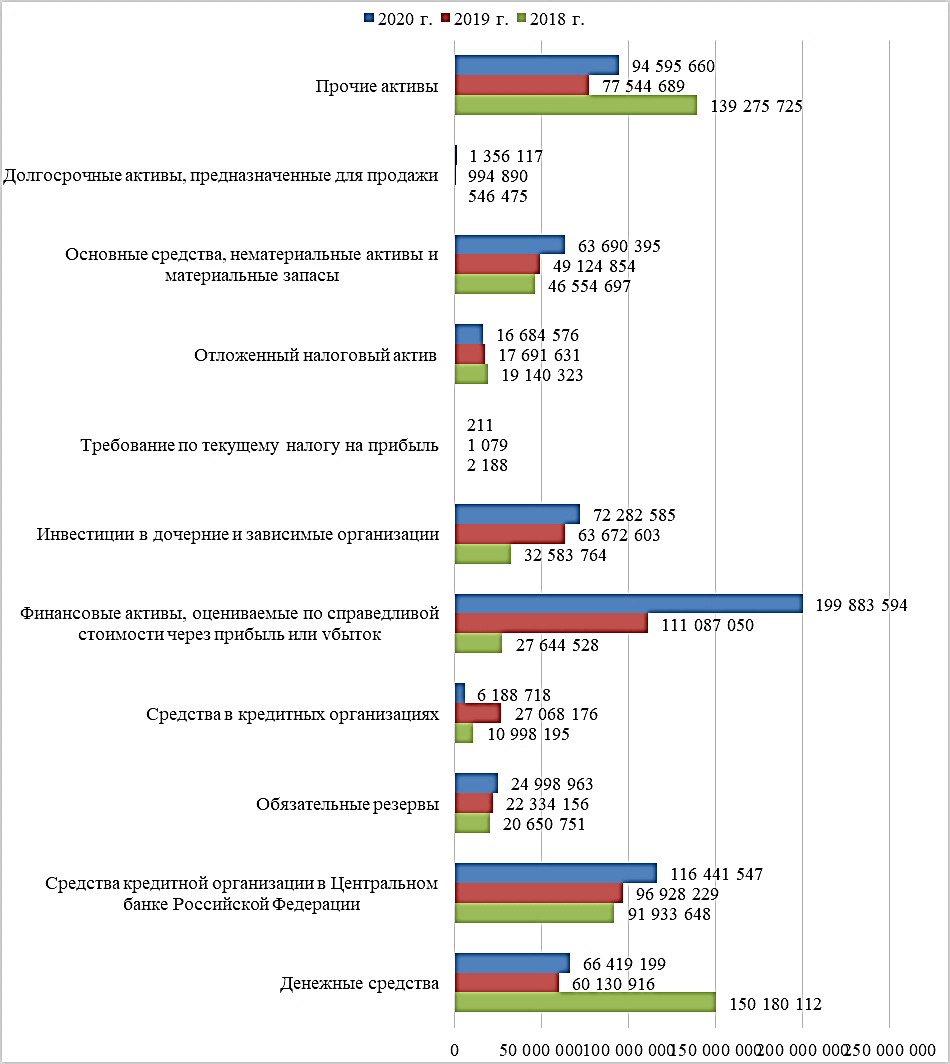 2020 г. 2019 г. 2018 г.
94 595 660
Прочие активы
77 544 689
139 275 725
1 356 117
Долгосрочные активы, предназначенные для продажи
994 890
546 475
63 690 395
Основные средства, нематериальные активы и
материальные запасы
49 124 854
46 554 697
16 684 576
Отложенный налоговый актив
17 691 631
19 140 323
211
Требование по текущему налогу на прибыль
1 079
2 188
72 282 585
Инвестиции в дочерние и зависимые организации
63 672 603
32 583 764
199 883 594
Финансовые активы, оцениваемые по справедливой
стоимости через прибыль или убыток
111 087 050
27 644 528
6 188 718
Средства в кредитных организациях
27 068 176
10 998 195
24 998 963
Обязательные резервы
22 334 156
20 650 751
116 441 547
Средства кредитной организации в Центральном
банке Российской Федерации
96 928 229
91 933 648
66 419 199
Денежные средства
60 130 916
150 180 112
0 50 000 000 100 000 000 150 000 000 200 000 000 250 000 000